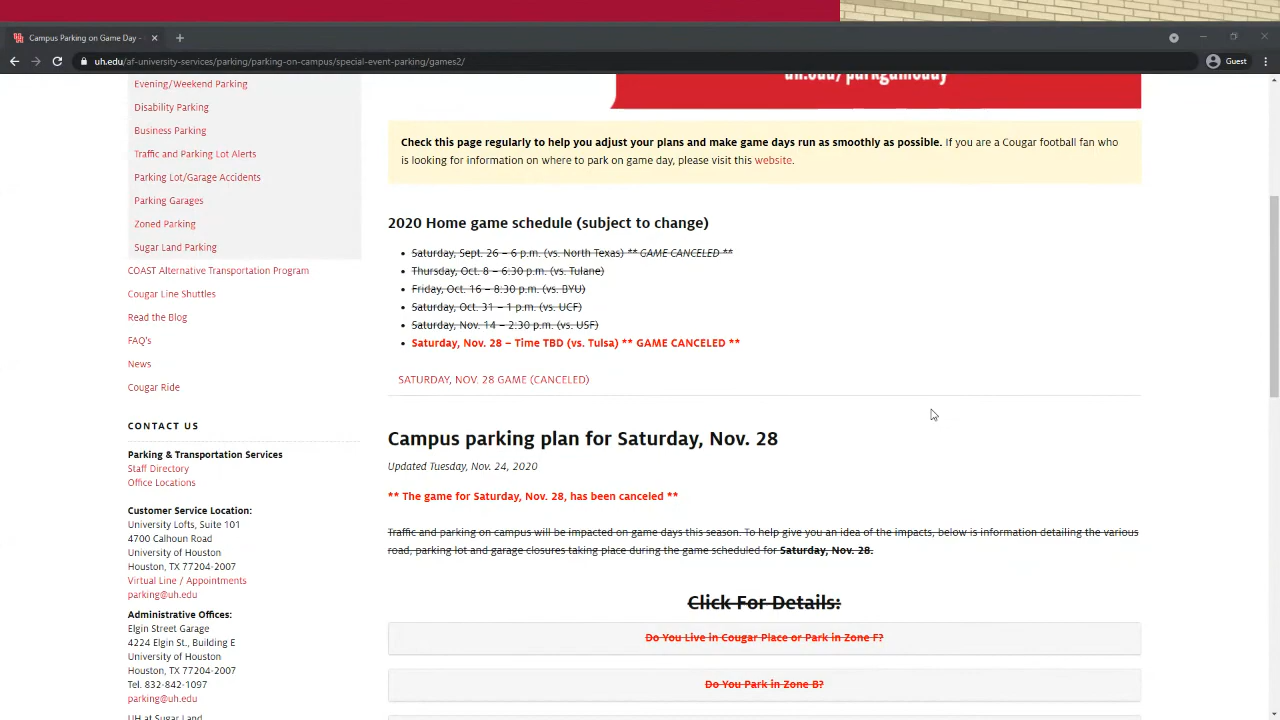 Campus Parking on Game Day -
uh.edu/af-university-services/parking/parking-on-campus/special-event-parking/games2/
Guest
Evening/Weekend Parking
Disability Parking
Business Parking
Traffic and Parking Lot Alerts
Parking Lot/Garage Accidents
Parking Garages
Zoned Parking
Sugar Land Parking
COAST Alternative Transportation Program
Cougar Line Shuttles
Read the Blog
FAQ's
News
Cougar Ride
CONTACT US
Parking & Transportation Services
Staff Directory
Office Locations
Customer Service Location:
University Lofts, Suite 101
4700 Calhoun Road
University of Houston
Houston, TX 77204-2007
Virtual Line / Appointments
parking@uh.edu
Administrative Offices:
Elgin Street Garage
4224 Elgin St., Building E
University of Houston
Houston, TX 77204-2007
Tel. 832-842-1097
parking@uh.edu
UH at Sugar Land
uh.edu/parkgameday
Check this page regularly to help you adjust your plans and make game days run as smoothly as possible. If you are a Cougar football fan who
is looking for information on where to park on game day, please visit this website.
2020 Home game schedule (subject to change)
• Saturday, Sept. 26 – 6 p.m. (vs. North Texas) ** GAME CANCELED **
• Thursday, Oct. 8 – 6:30 p.m. (vs. Tulane)
• Friday, Oct. 16 – 8:30 p.m. (vs. BYU)
• Saturday, Oct. 31 – 1 p.m. (vs. UCF)
• Saturday, Nov. 14 – 2:30 p.m. (vs. USF)
• Saturday, Nov. 28 – Time TBD (vs. Tulsa) ** GAME CANCELED **
SATURDAY, NOV. 28 GAME (CANCELED)
Campus parking plan for Saturday, Nov. 28
Updated Tuesday, Nov. 24, 2020
** The game for Saturday, Nov. 28, has been canceled **
Traffic and parking on campus will be impacted on game days this season. To help give you an idea of the impacts, below is information detailing the various
road, parking lot and garage closures taking place during the game scheduled for Saturday, Nov. 28.
Click For Details:
Do You Live in Cougar Place or Park in Zone F?
Do You Park in Zone B?